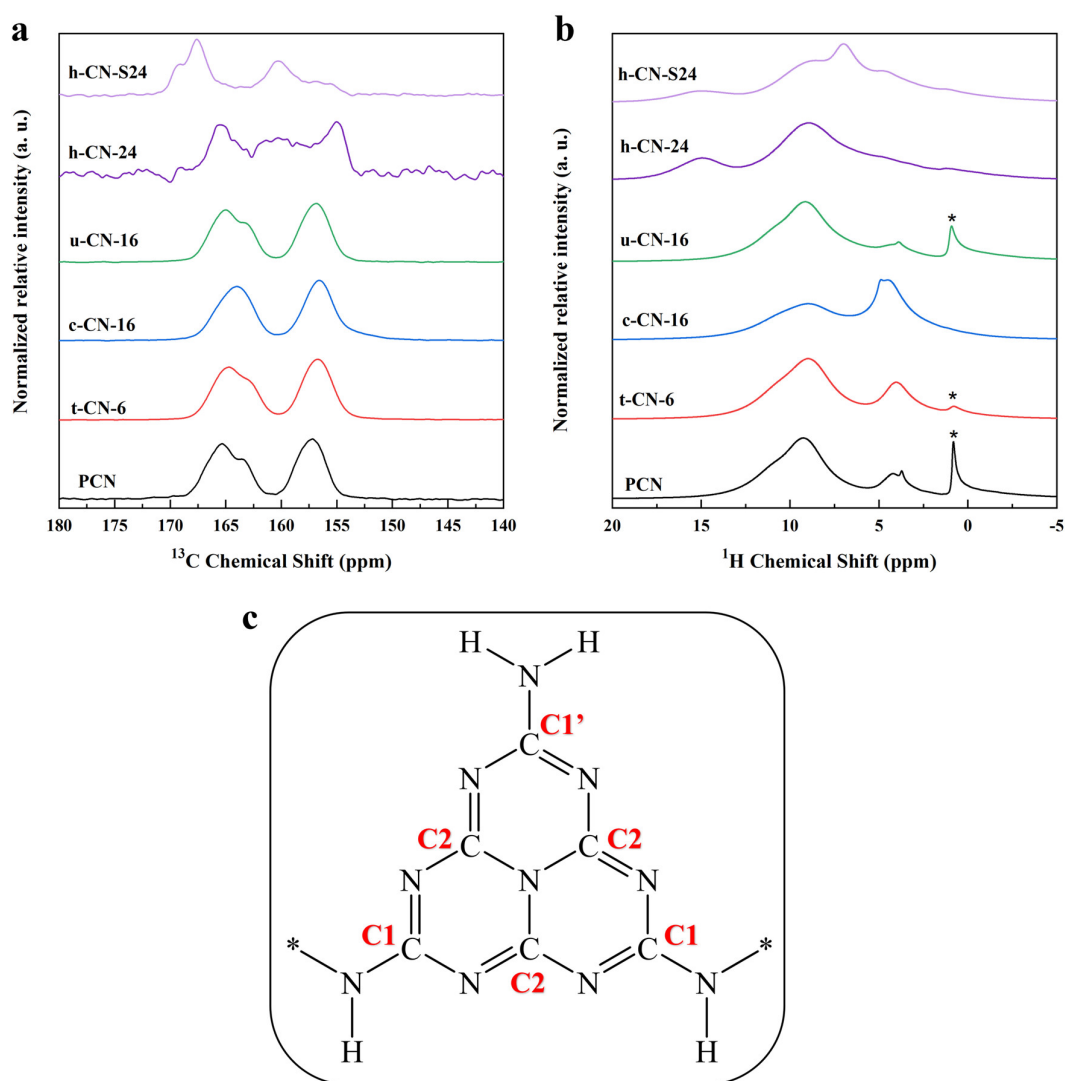 a
h-CN-S24
h-CN-24
u-CN-16
c-CN-16
t-CN-6
PCN
Normalized relative intensity (a. u.)
180 175 170 165 160 155 150 145 140
¹³C Chemical Shift (ppm)
b
h-CN-S24
h-CN-24
u-CN-16
*
c-CN-16
t-CN-6
*
PCN
*
Normalized relative intensity (a. u.)
20 15 10 5 0 -5
¹H Chemical Shift (ppm)
c
H H
N
C1’
C
N N
C2 C C C2
N N N
C1 C C C C1
* *
N N C2 N N
H H